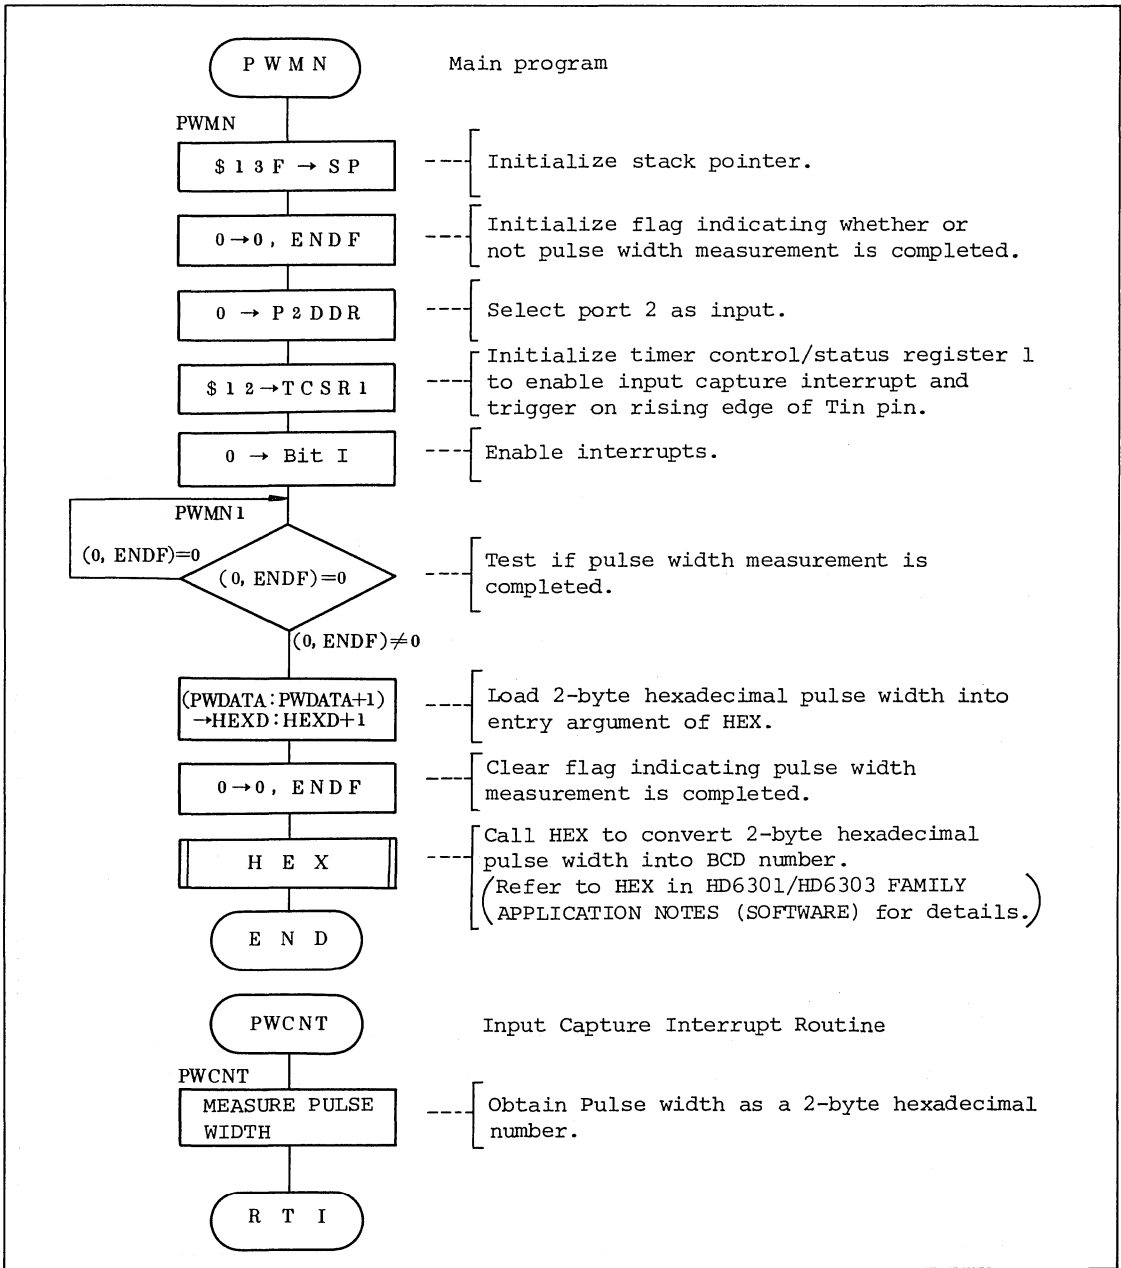 P W M N
Main program
PWMN
$ 1 3 F → S P
Initialize stack pointer.
0→0, E N D F
Initialize flag indicating whether or
not pulse width measurement is completed.
0 → P 2 D D R
Select port 2 as input.
$ 1 2→T C S R 1
Initialize timer control/status register 1
to enable input capture interrupt and
trigger on rising edge of Tin pin.
0 → Bit I
Enable interrupts.
PWMN1
(0, ENDF)=0
(0, ENDF)=0
Test if pulse width measurement is
completed.
(0, ENDF)≠0
(PWDATA:PWDATA+1)
→HEXD:HEXD+1
Load 2-byte hexadecimal pulse width into
entry argument of HEX.
0→0, E N D F
Clear flag indicating pulse width
measurement is completed.
H E X
Call HEX to convert 2-byte hexadecimal
pulse width into BCD number.
(Refer to HEX in HD6301/HD6303 FAMILY
APPLICATION NOTES (SOFTWARE) for details.)
E N D
PWCNT
Input Capture Interrupt Routine
PWCNT
MEASURE PULSE
WIDTH
Obtain Pulse width as a 2-byte hexadecimal
number.
R T I